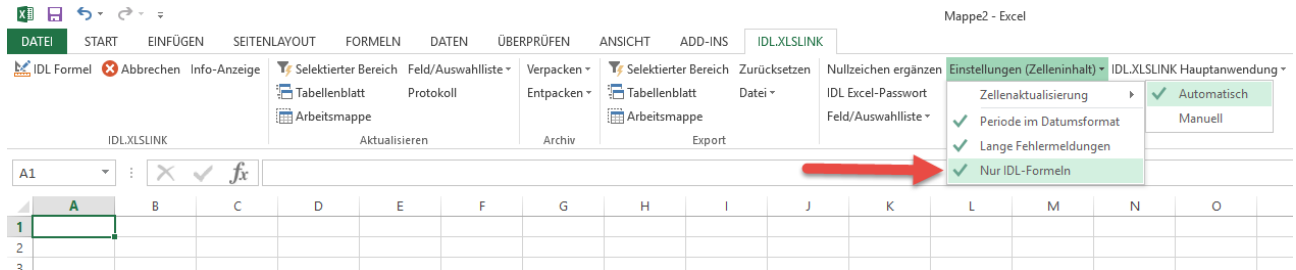 Mappe2 - Excel
DATEI START EINFÜGEN SEITENLAYOUT FORMELN DATEN ÜBERPRÜFEN ANSICHT ADD-INS IDL.XLSLINK
IDL Formel Abbrechen Info-Anzeige Selektierter Bereich Feld/Auswahlliste Verpacken Selektierter Bereich Zurücksetzen Nullzeichen ergänzen Einstellungen (Zelleninhalt) IDL.XLSLINK Hauptanwendung
Tabellenblatt Protokoll Entpacken Tabellenblatt Datei IDL Excel-Passwort Zellenaktualisierung Automatisch
Arbeitsmappe Arbeitsmappe Feld/Auswahlliste Periode im Datumsformat Manuell
IDL.XLSLINK Aktualisieren Archiv Export Lange Fehlermeldungen
Nur IDL-Formeln
A1 fx
A B C D E F G H I J K L M N O
1
2
3